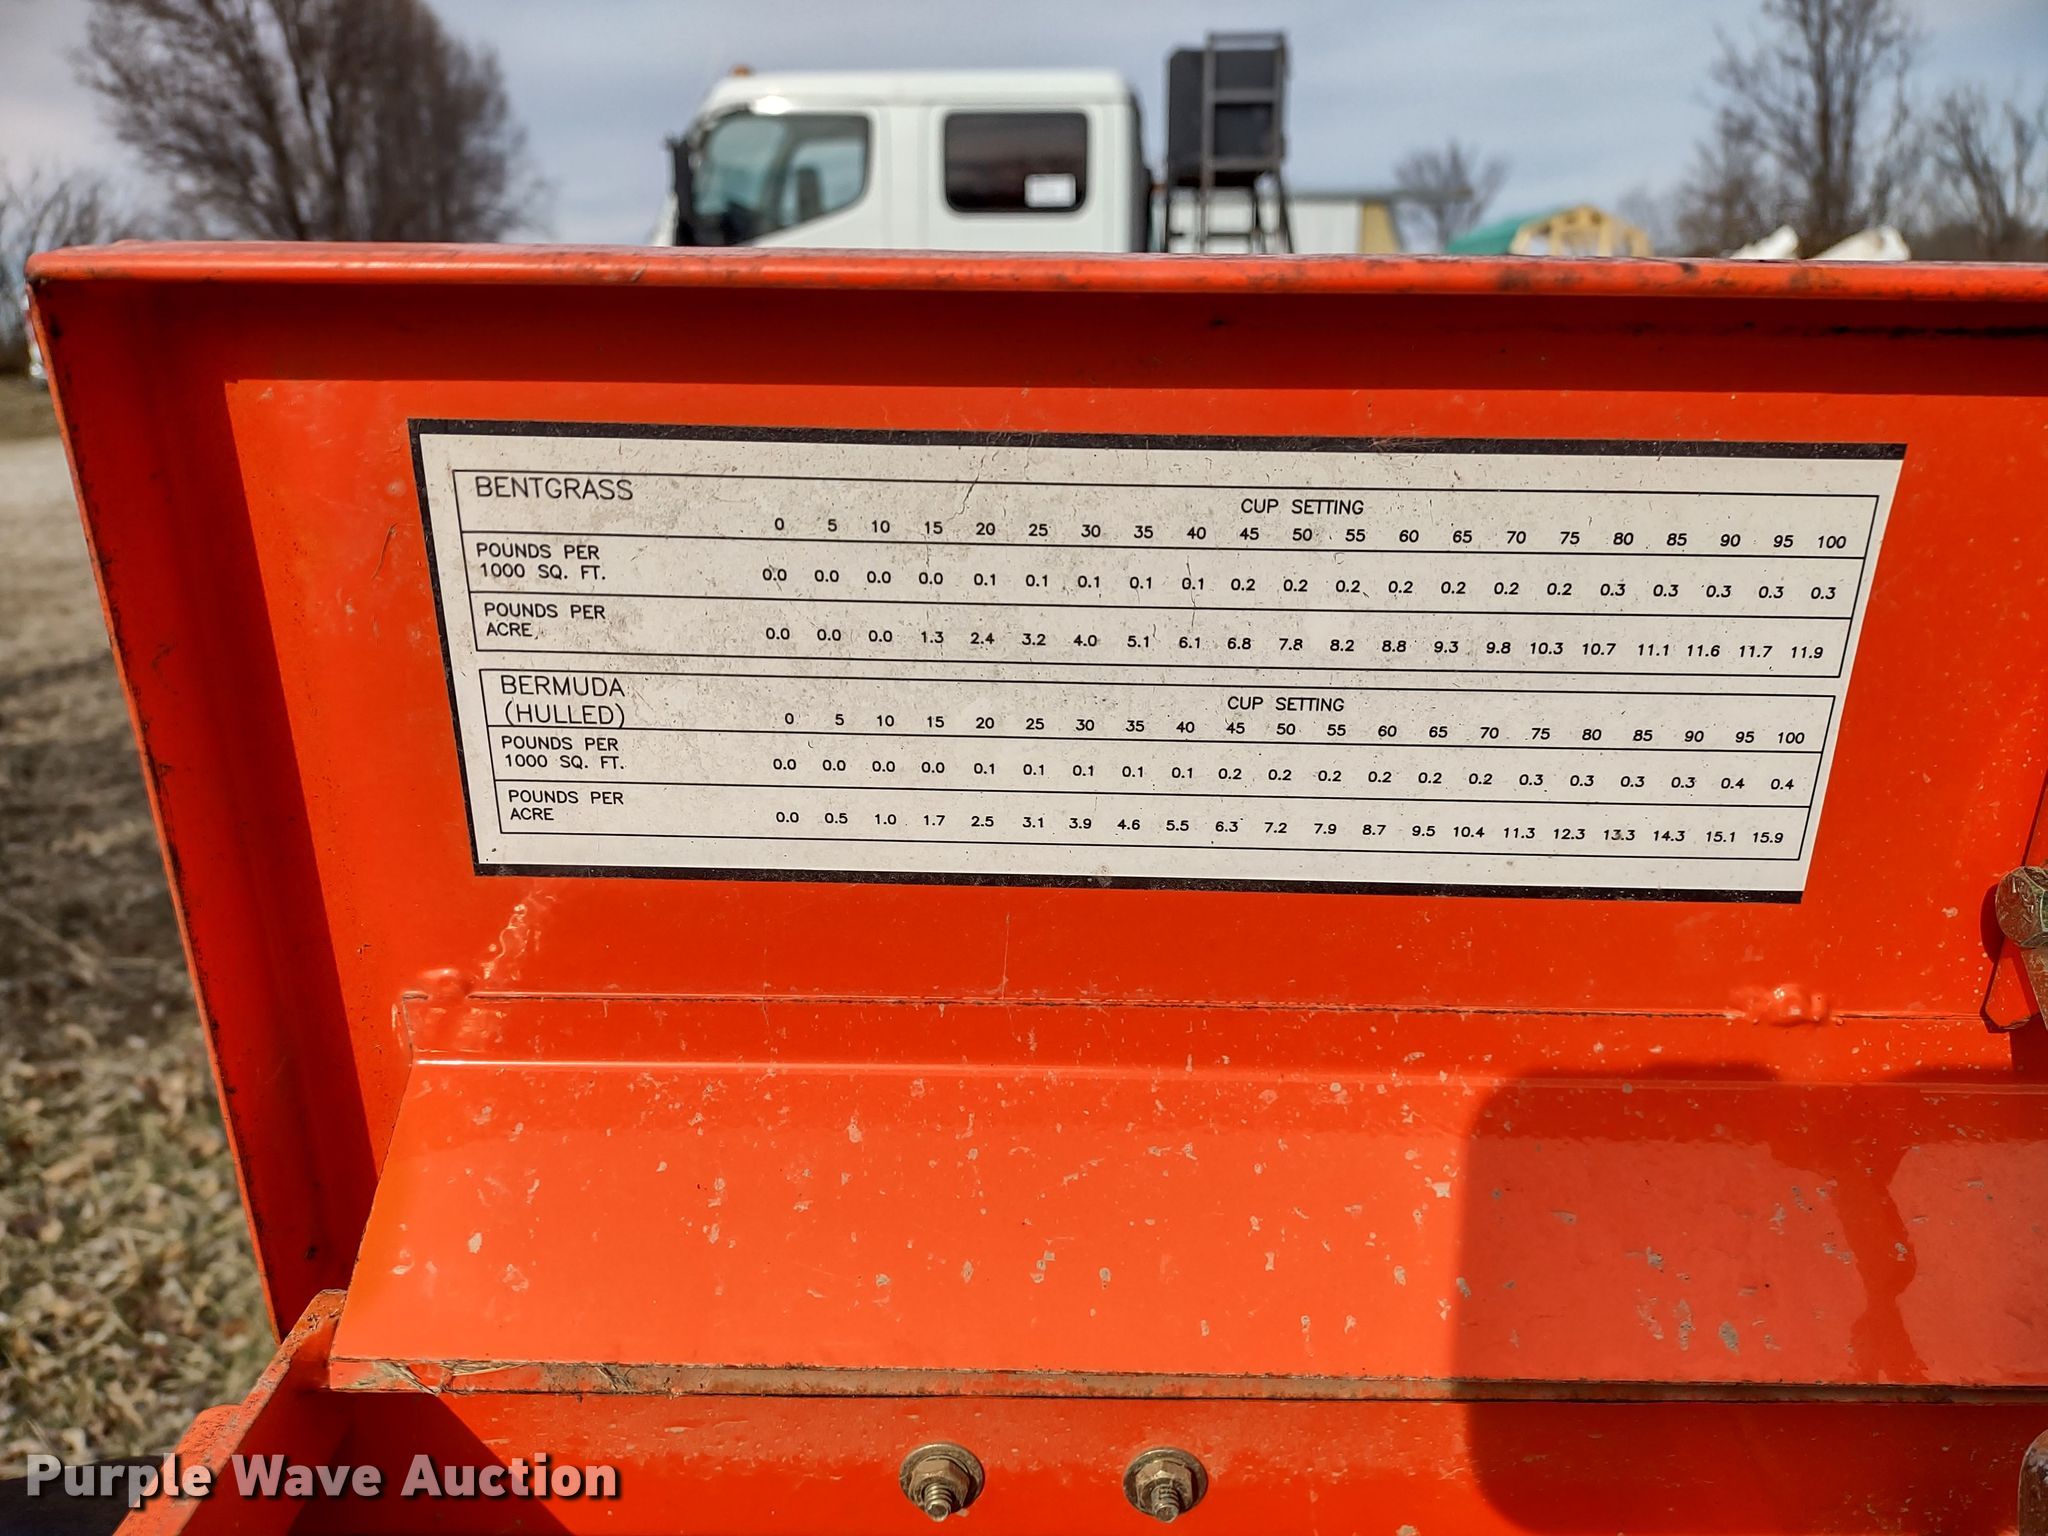 BENTGRASS
CUP SETTING
0 5 10 15 20 25 30 35 40 45 50 55 60 65 70 75 80 85 90 95 100
POUNDS PER
1000 SQ. FT.
0.0 0.0 0.0 0.0 0.1 0.1 0.1 0.1 0.1 0.2 0.2 0.2 0.2 0.2 0.2 0.2 0.3 0.3 0.3 0.3 0.3
POUNDS PER
ACRE
0.0 0.0 0.0 1.3 2.4 3.2 4.0 5.1 6.1 6.8 7.8 8.2 8.8 9.3 9.8 10.3 10.7 11.1 11.6 11.7 11.9
BERMUDA
(HULLED)
CUP SETTING
0 5 10 15 20 25 30 35 40 45 50 55 60 65 70 75 80 85 90 95 100
POUNDS PER
1000 SQ. FT.
0.0 0.0 0.0 0.0 0.1 0.1 0.1 0.1 0.1 0.2 0.2 0.2 0.2 0.2 0.2 0.3 0.3 0.3 0.3 0.4 0.4
POUNDS PER
ACRE
0.0 0.5 1.0 1.7 2.5 3.1 3.9 4.6 5.5 6.3 7.2 7.9 8.7 9.5 10.4 11.3 12.3 13.3 14.3 15.1 15.9
Purple Wave Auction